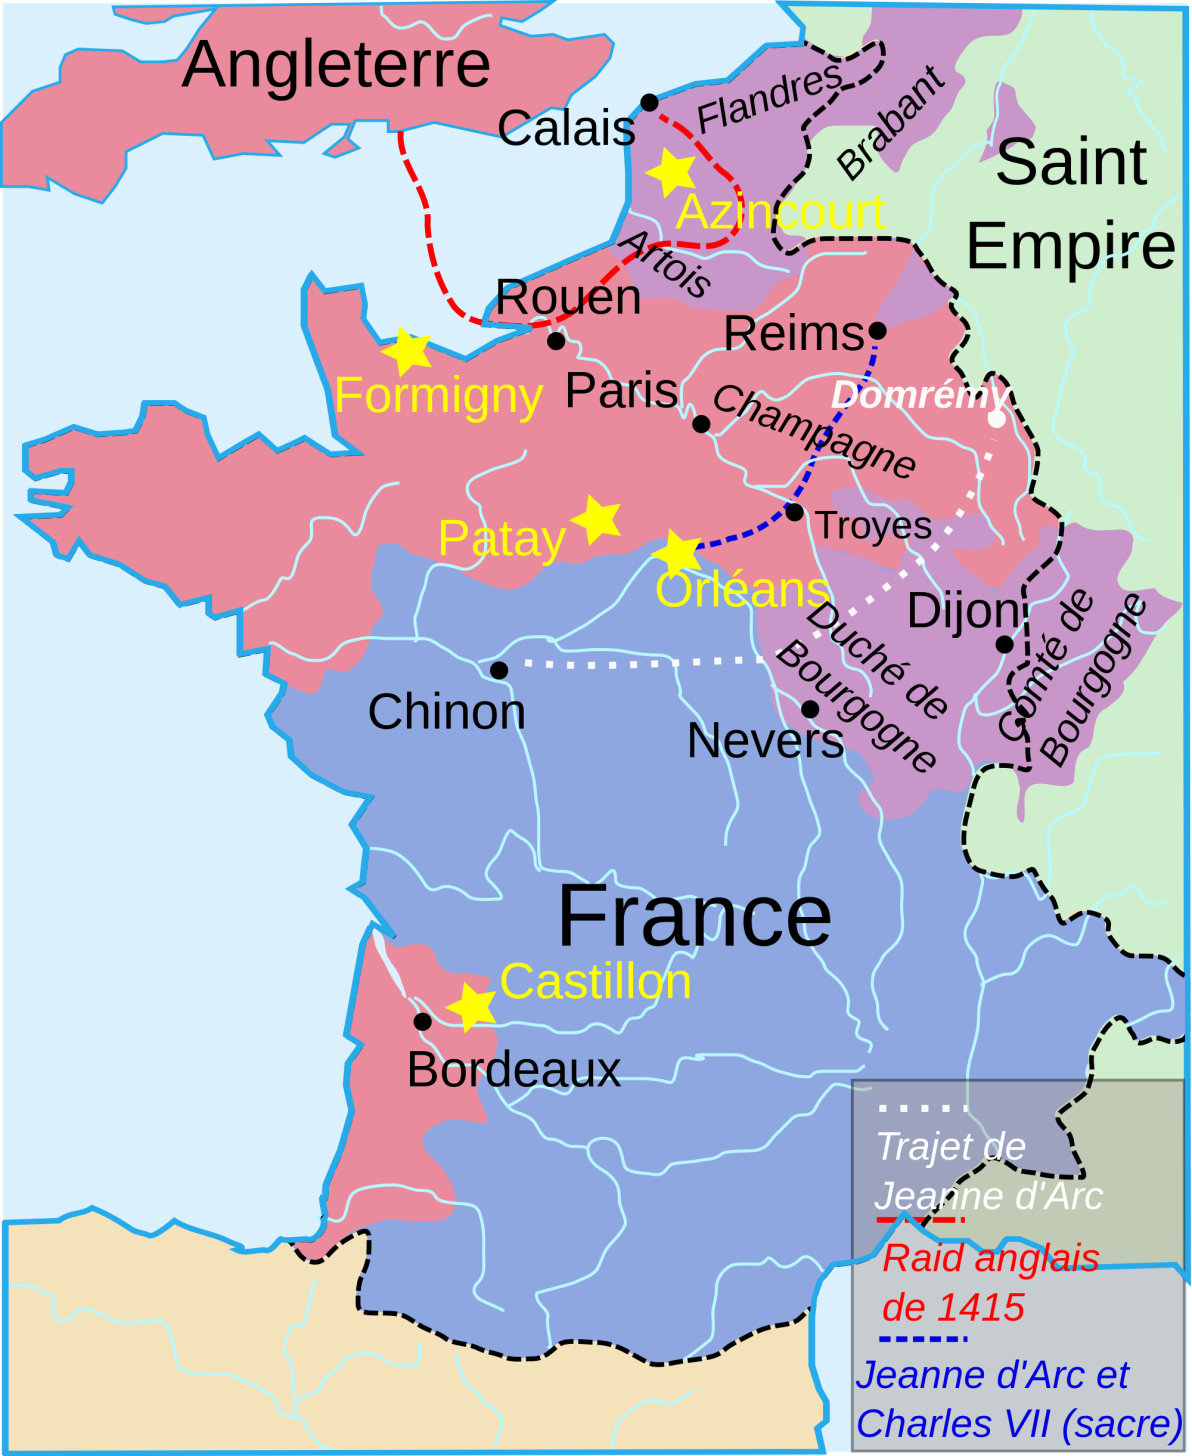 Angleterre
Calais
Flandres
Brabant
Saint
Empire
Azincourt
Artois
Rouen
Reims
Formigny
Paris
Champagne
Domrémy
Patay
Troyes
Orléans
Dijon
Duché de
Bourgogne
Comté de
Bourgogne
Chinon
Nevers
France
Castillon
Bordeaux
Trajet de
Jeanne d'Arc
Raid anglais
de 1415
Jeanne d'Arc et
Charles VII (sacre)